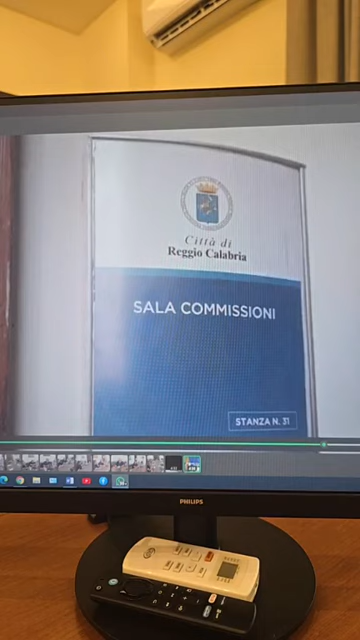 Città di
Reggio Calabria
SALA COMMISSIONI
STANZA N. 31
PHILIPS